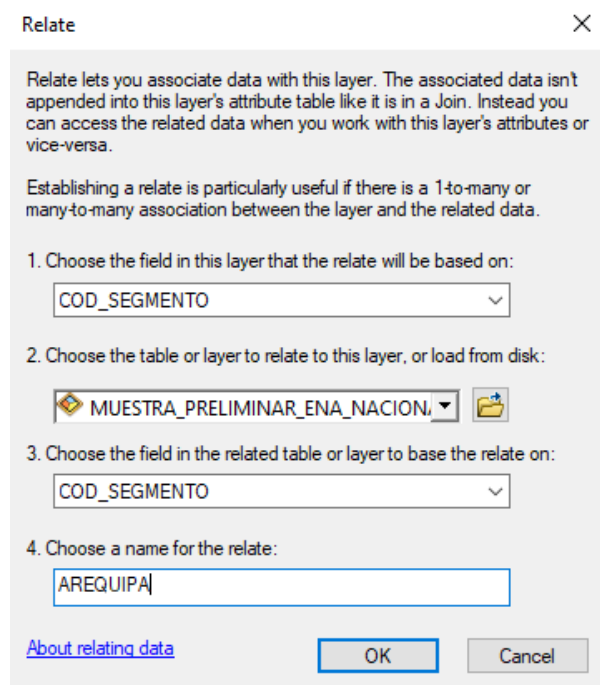 Relate
Relate lets you associate data with this layer. The associated data isn't
appended into this layer's attribute table like it is in a Join. Instead you
can access the related data when you work with this layer's attributes or
vice-versa.
Establishing a relate is particularly useful if there is a 1-to-many or
many-to-many association between the layer and the related data.
1. Choose the field in this layer that the relate will be based on:
COD_SEGMENTO
2. Choose the table or layer to relate to this layer, or load from disk:
MUESTRA_PRELIMINAR_ENA_NACION
3. Choose the field in the related table or layer to base the relate on:
COD_SEGMENTO
4. Choose a name for the relate:
AREQUIPA
About relating data
OK
Cancel